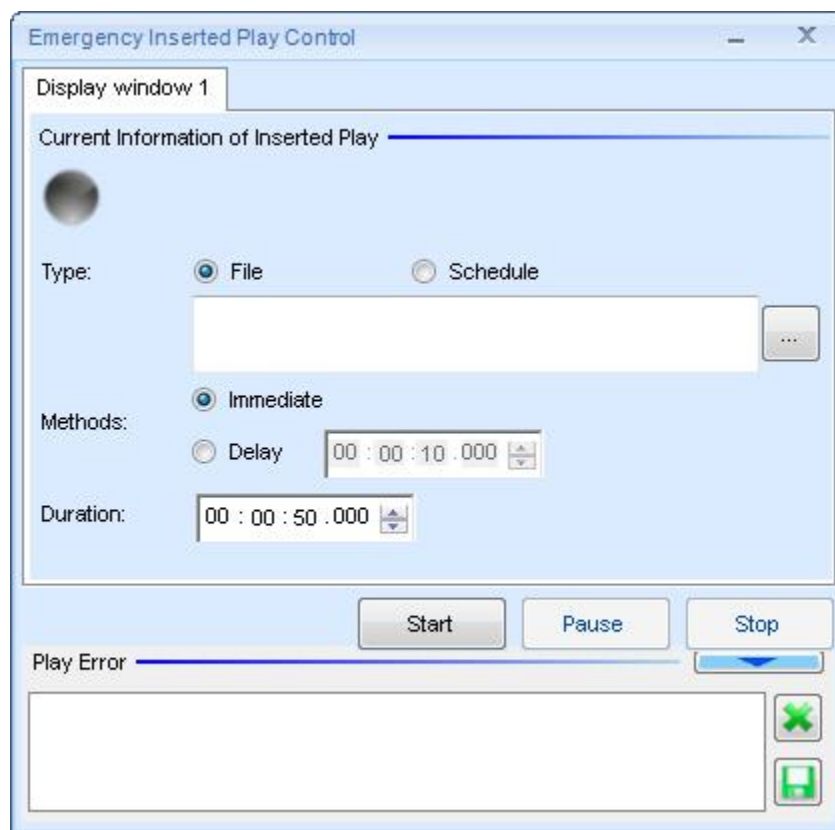 Emergency Inserted Play Control
Display window 1
Current Information of Inserted Play
Type: File Schedule
...
Immediate
Methods:
Delay 00 : 00 : 10 .000
Duration: 00 : 00 : 50 .000
Start Pause Stop
Play Error